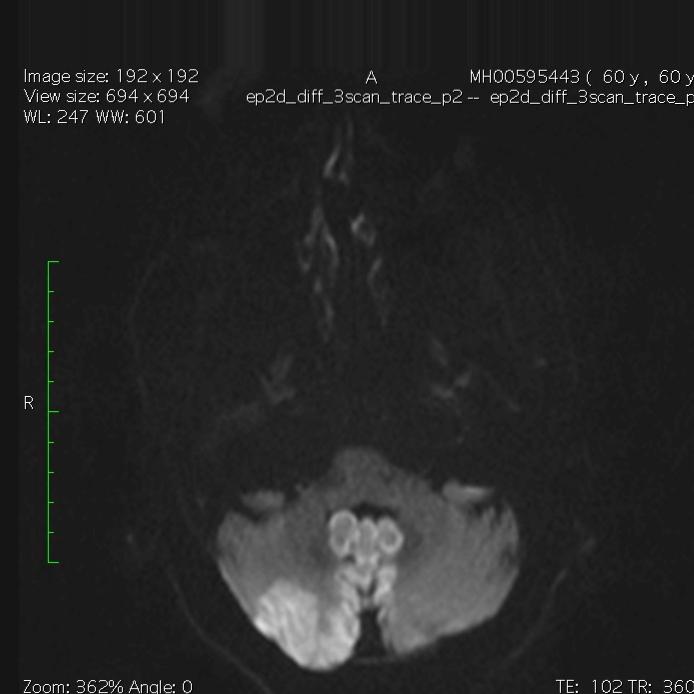 Image size: 192 x 192
View size: 694 x 694
WL: 247 WW: 601
A
MH00595443 ( 60 y , 60 y
ep2d_diff_3scan_trace_p2 -- ep2d_diff_3scan_trace_p
R
Zoom: 362% Angle: 0
TE: 102 TR: 360